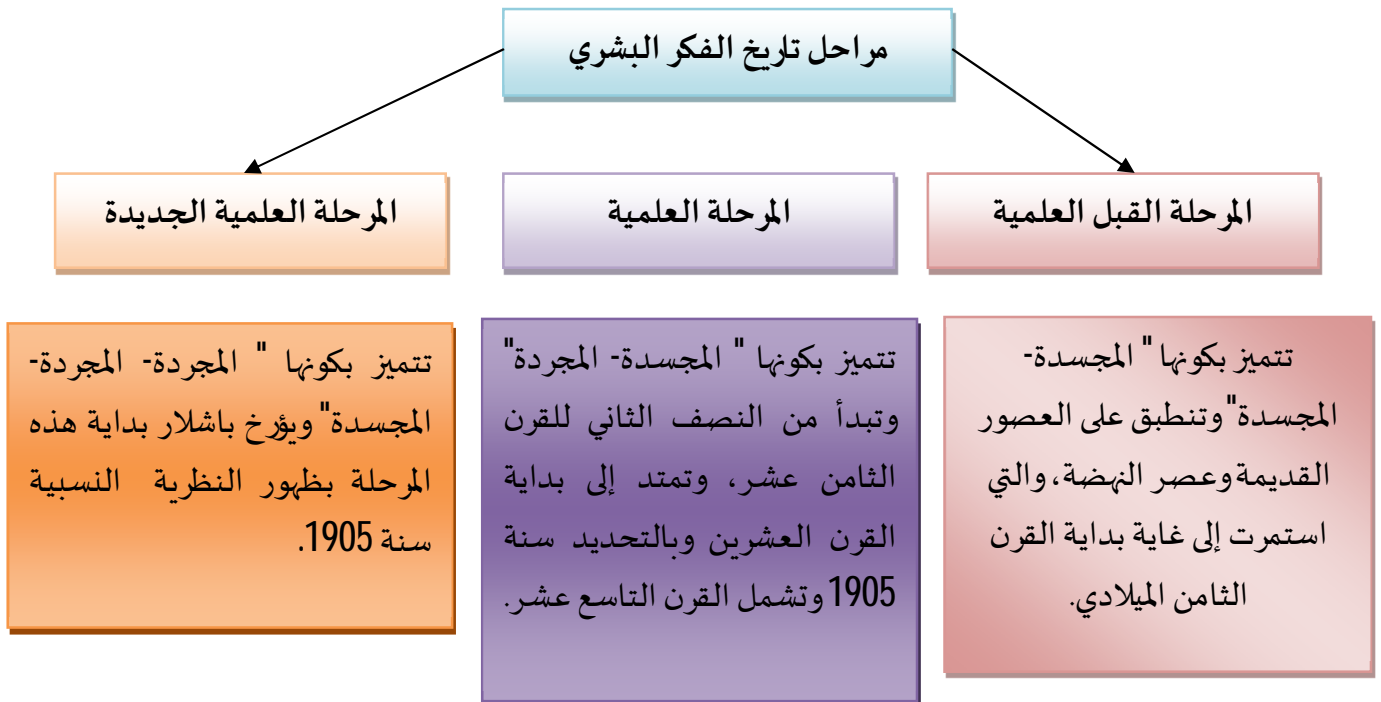 مراحل تاريخ الفكر البشري
المرحلة القبل العلمية
المرحلة العلمية
المرحلة العلمية الجديدة
تتميز بكونها " المجسدة-
المجسدة" وتنطبق على العصور
القديمة وعصر النهضة، والتي
استمرت إلى غاية بداية القرن
الثامن الميلادي.
تتميز بكونها " المجسدة- المجردة"
وتبدأ من النصف الثاني للقرن
الثامن عشر، وتمتد إلى بداية
القرن العشرين وبالتحديد سنة
1905 وتشمل القرن التاسع عشر.
تتميز بكونها " المجردة- المجردة-
المجسدة" ويؤرخ باشلار بداية هذه
المرحلة بظهور النظرية النسبية
سنة 1905.